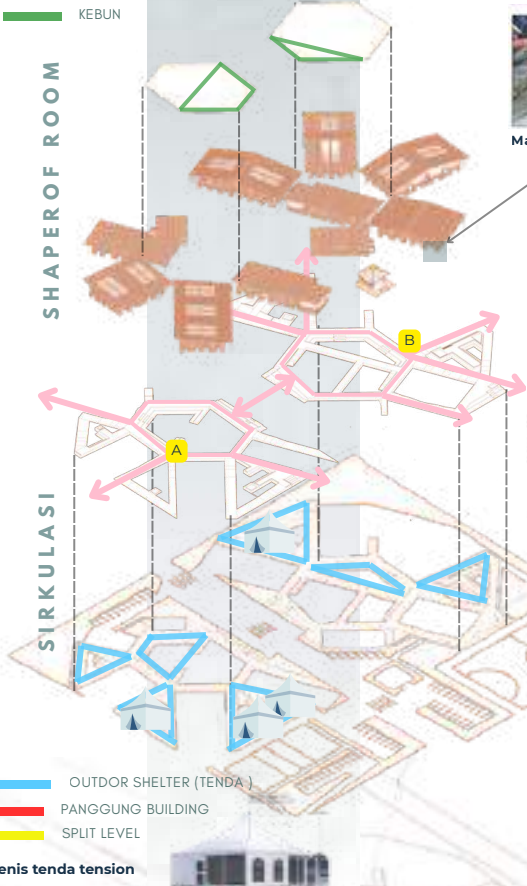 KEBUN
SHAPEROF ROOM
Ma
B
A
SIRKULASI
OUTDOR SHELTER (TENDA )
PANGGUNG BUILDING
SPLIT LEVEL
enis tenda tension